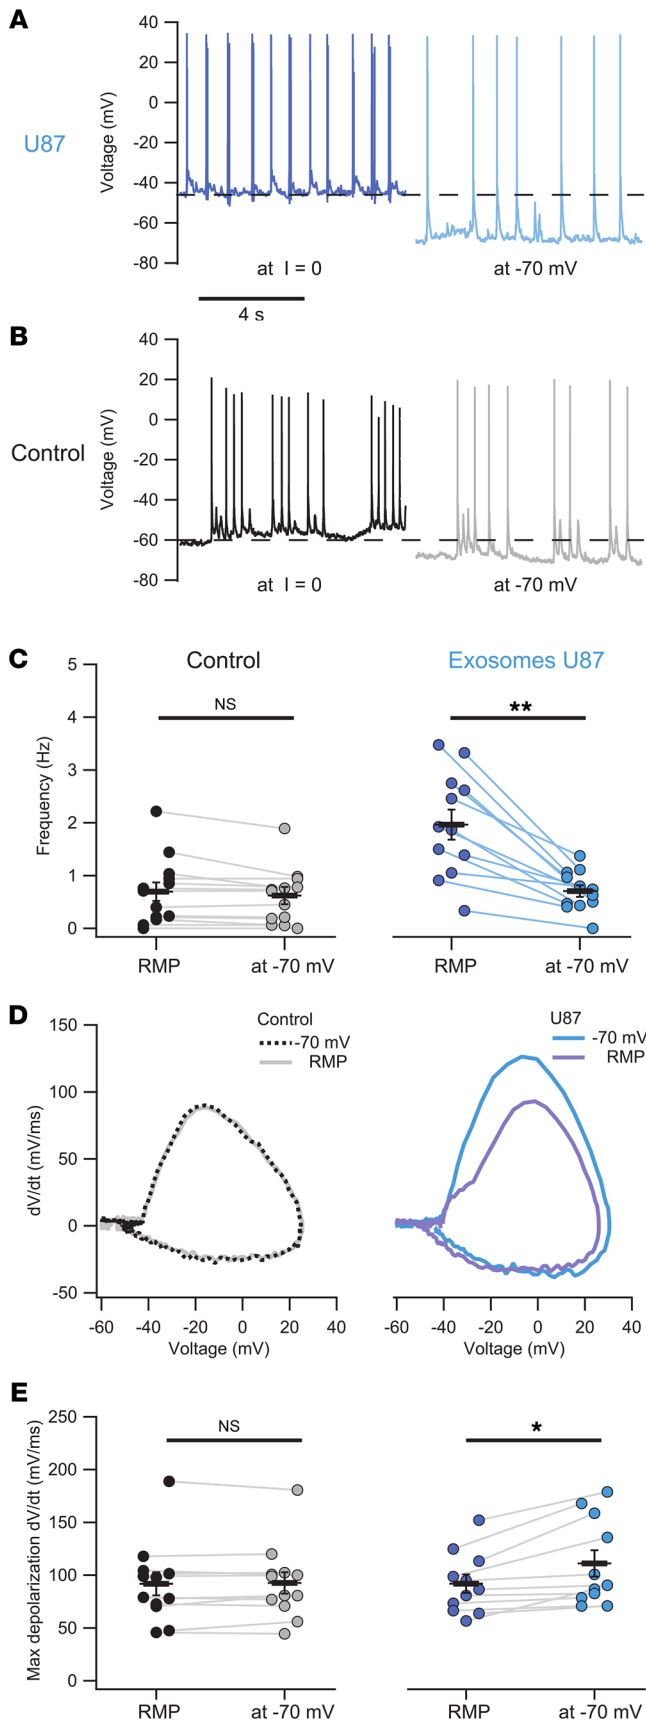 A
U87
Voltage (mV)
40
20
0
-20
-40
-60
-80
at I = 0
at -70 mV
4 s
B
Control
Voltage (mV)
40
20
0
-20
-40
-60
-80
at I = 0
at -70 mV
C
Control
Exosomes U87
Frequency (Hz)
5
4
3
2
1
0
NS
**
RMP
at -70 mV
RMP
at -70 mV
D
dV/dt (mV/ms)
150
100
50
0
-50
Control
-70 mV
RMP
U87
-70 mV
RMP
-60 -40 -20 0 20 40
Voltage (mV)
-60 -40 -20 0 20 40
Voltage (mV)
E
Max depolarization dV/dt (mV/ms)
250
200
150
100
50
0
NS
*
RMP
at -70 mV
RMP
at -70 mV